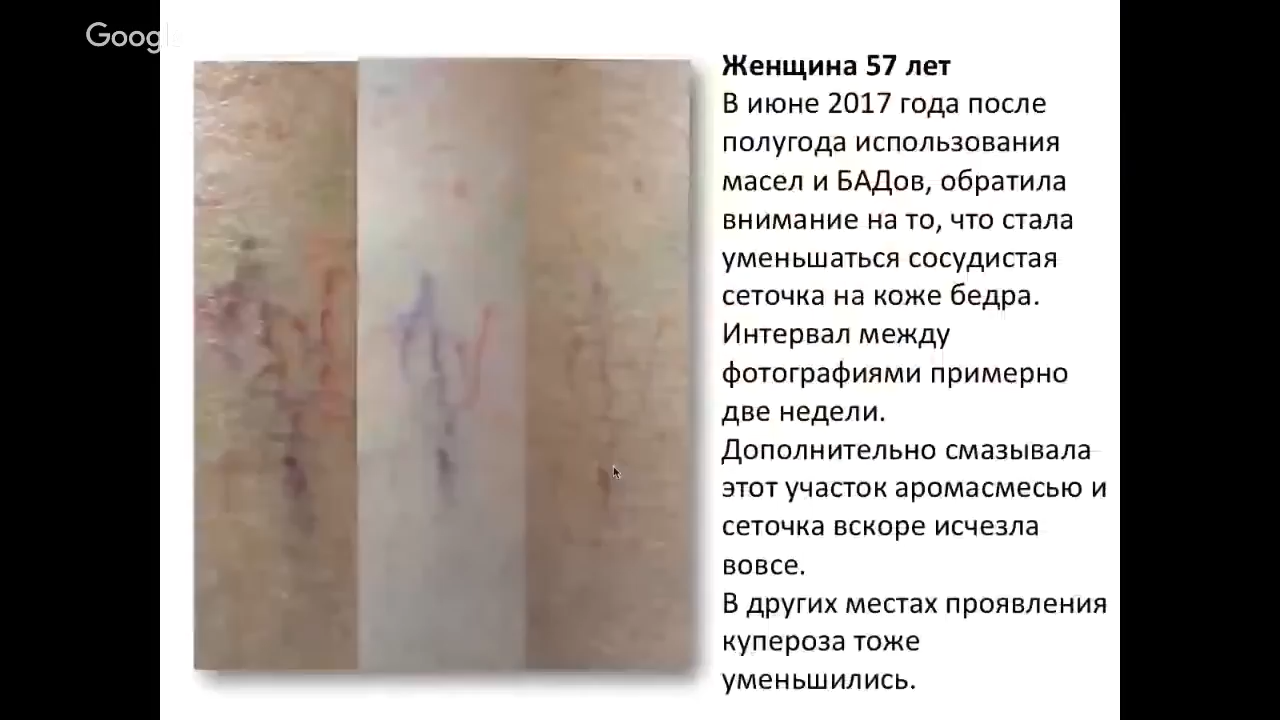 Google
Женщина 57 лет
В июне 2017 года после
полугода использования
масел и БАДов, обратила
внимание на то, что стала
уменьшаться сосудистая
сеточка на коже бедра.
Интервал между
фотографиями примерно
две недели.
Дополнительно смазывала
этот участок аромасмесью и
сеточка вскоре исчезла
вовсе.
В других местах проявления
купероза тоже
уменьшились.